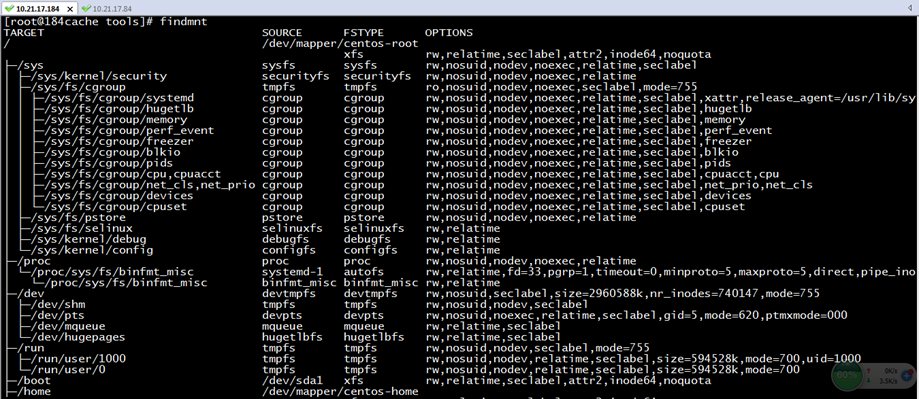 10.21.17.184 × 10.21.17.84
[root@184cache tools]# findmnt
TARGET SOURCE FSTYPE OPTIONS
/ /dev/mapper/centos-root
xfs rw,relatime,seclabel,attr2,inode64,noquota
├─/sys sysfs sysfs rw,nosuid,nodev,noexec,relatime,seclabel
│ ├─/sys/kernel/security securityfs securityfs rw,nosuid,nodev,noexec,relatime
│ ├─/sys/fs/cgroup tmpfs tmpfs ro,nosuid,nodev,noexec,seclabel,mode=755
│ │ ├─/sys/fs/cgroup/systemd cgroup cgroup rw,nosuid,nodev,noexec,relatime,seclabel,xattr,release_agent=/usr/lib/sy
│ │ ├─/sys/fs/cgroup/hugetlb cgroup cgroup rw,nosuid,nodev,noexec,relatime,seclabel,hugetlb
│ │ ├─/sys/fs/cgroup/memory cgroup cgroup rw,nosuid,nodev,noexec,relatime,seclabel,memory
│ │ ├─/sys/fs/cgroup/perf_event cgroup cgroup rw,nosuid,nodev,noexec,relatime,seclabel,perf_event
│ │ ├─/sys/fs/cgroup/freezer cgroup cgroup rw,nosuid,nodev,noexec,relatime,seclabel,freezer
│ │ ├─/sys/fs/cgroup/blkio cgroup cgroup rw,nosuid,nodev,noexec,relatime,seclabel,blkio
│ │ ├─/sys/fs/cgroup/pids cgroup cgroup rw,nosuid,nodev,noexec,relatime,seclabel,pids
│ │ ├─/sys/fs/cgroup/cpu,cpuacct cgroup cgroup rw,nosuid,nodev,noexec,relatime,seclabel,cpuacct,cpu
│ │ ├─/sys/fs/cgroup/net_cls,net_prio cgroup cgroup rw,nosuid,nodev,noexec,relatime,seclabel,net_prio,net_cls
│ │ ├─/sys/fs/cgroup/devices cgroup cgroup rw,nosuid,nodev,noexec,relatime,seclabel,devices
│ │ └─/sys/fs/cgroup/cpuset cgroup cgroup rw,nosuid,nodev,noexec,relatime,seclabel,cpuset
│ ├─/sys/fs/pstore pstore pstore rw,nosuid,nodev,noexec,relatime
│ ├─/sys/fs/selinux selinuxfs selinuxfs rw,relatime
│ ├─/sys/kernel/debug debugfs debugfs rw,relatime
│ └─/sys/kernel/config configfs configfs rw,relatime
├─/proc proc proc rw,nosuid,nodev,noexec,relatime
│ └─/proc/sys/fs/binfmt_misc systemd-1 autofs rw,relatime,fd=33,pgrp=1,timeout=0,minproto=5,maxproto=5,direct,pipe_ino
│ └─/proc/sys/fs/binfmt_misc binfmt_misc binfmt_misc rw,relatime
├─/dev devtmpfs devtmpfs rw,nosuid,seclabel,size=2960588k,nr_inodes=740147,mode=755
│ ├─/dev/shm tmpfs tmpfs rw,nosuid,nodev,seclabel
│ ├─/dev/pts devpts devpts rw,nosuid,noexec,relatime,seclabel,gid=5,mode=620,ptmxmode=000
│ ├─/dev/mqueue mqueue mqueue rw,relatime,seclabel
│ └─/dev/hugepages hugetlbfs hugetlbfs rw,relatime,seclabel
├─/run tmpfs tmpfs rw,nosuid,nodev,seclabel,mode=755
│ ├─/run/user/1000 tmpfs tmpfs rw,nosuid,nodev,relatime,seclabel,size=594528k,mode=700,uid=1000
│ └─/run/user/0 tmpfs tmpfs rw,nosuid,nodev,relatime,seclabel,size=594528k,mode=700
├─/boot /dev/sda1 xfs rw,relatime,seclabel,attr2,inode64,noquota
├─/home /dev/mapper/centos-home
60%
0K/s
3.5K/s